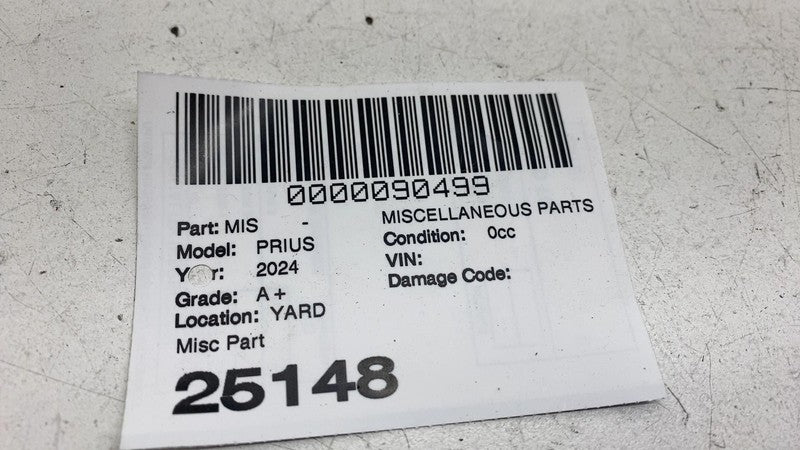 0000090499
Part: MIS - MISCELLANEOUS PARTS
Model: PRIUS Condition: 0cc
Y r: 2024 VIN:
Grade: A+ Damage Code:
Location: YARD
Misc Part
25148